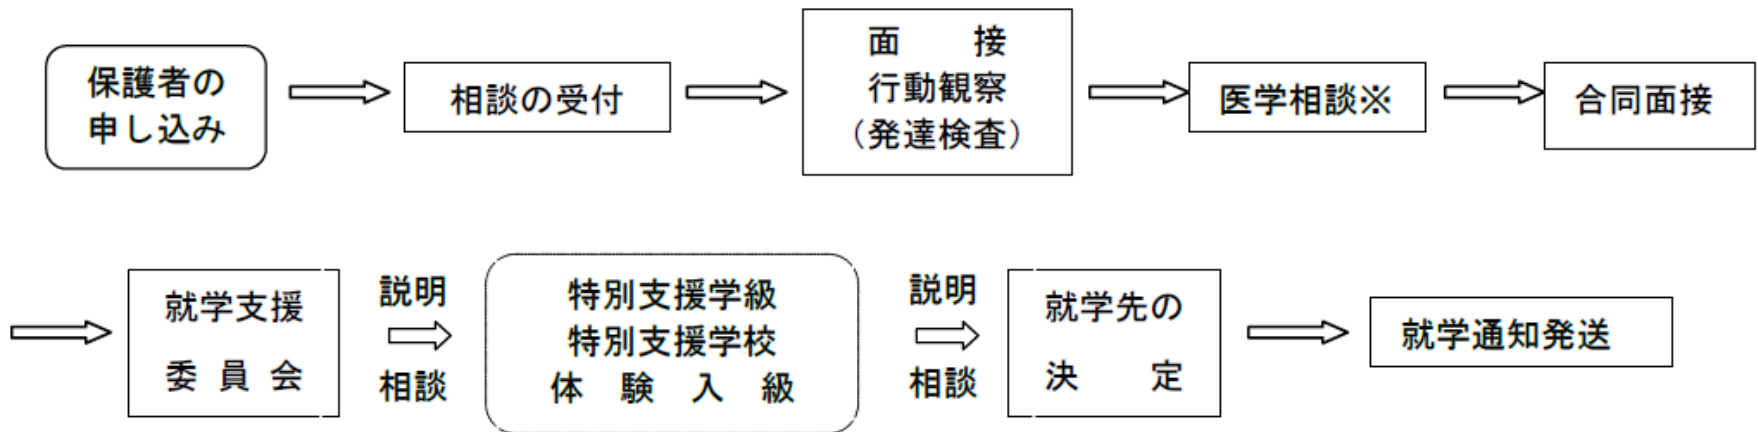 保護者の
申し込み
相談の受付
面　　接
行動観察
（発達検査）
医学相談※
合同面接
就学支援
委 員 会
説明
相談
特別支援学級
特別支援学校
体　験　入　級
説明
相談
就学先の
決　　定
就学通知発送